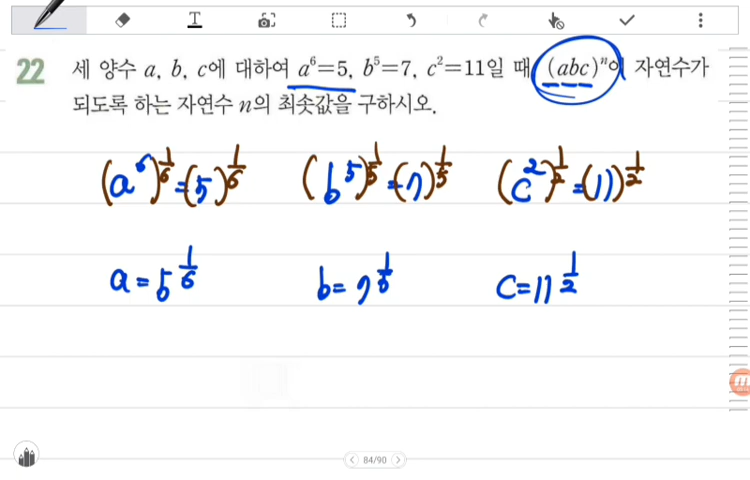 22 세 양수 a, b, c에 대하여 a⁶=5, b⁵=7, c²=11일 때, (abc)ⁿ이 자연수가
되도록 하는 자연수 n의 최솟값을 구하시오.
(a⁶)^(1/6)=(5)^(1/6) (b⁵)^(1/5)=(7)^(1/5) (c²)^(1/2)=(11)^(1/2)
a=5^(1/6) b=7^(1/5) c=11^(1/2)
84/90